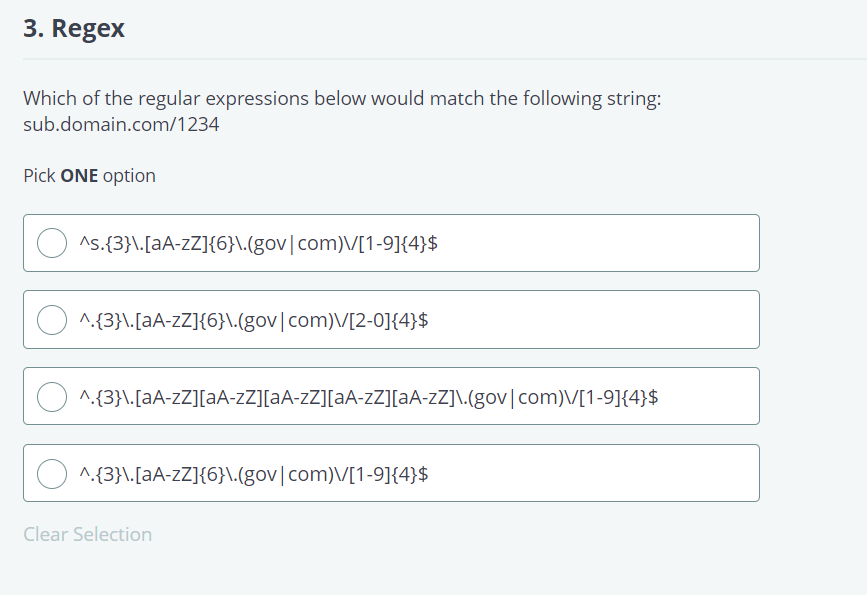 3. Regex
Which of the regular expressions below would match the following string:
sub.domain.com/1234
Pick ONE option
^s.{3}\.[aA-zZ]{6}\.(gov|com)\/[1-9]{4}$
^.{3}\.[aA-zZ]{6}\.(gov|com)\/[2-0]{4}$
^.{3}\.[aA-zZ][aA-zZ][aA-zZ][aA-zZ][aA-zZ]\.(gov|com)\/[1-9]{4}$
^.{3}\.[aA-zZ]{6}\.(gov|com)\/[1-9]{4}$
Clear Selection